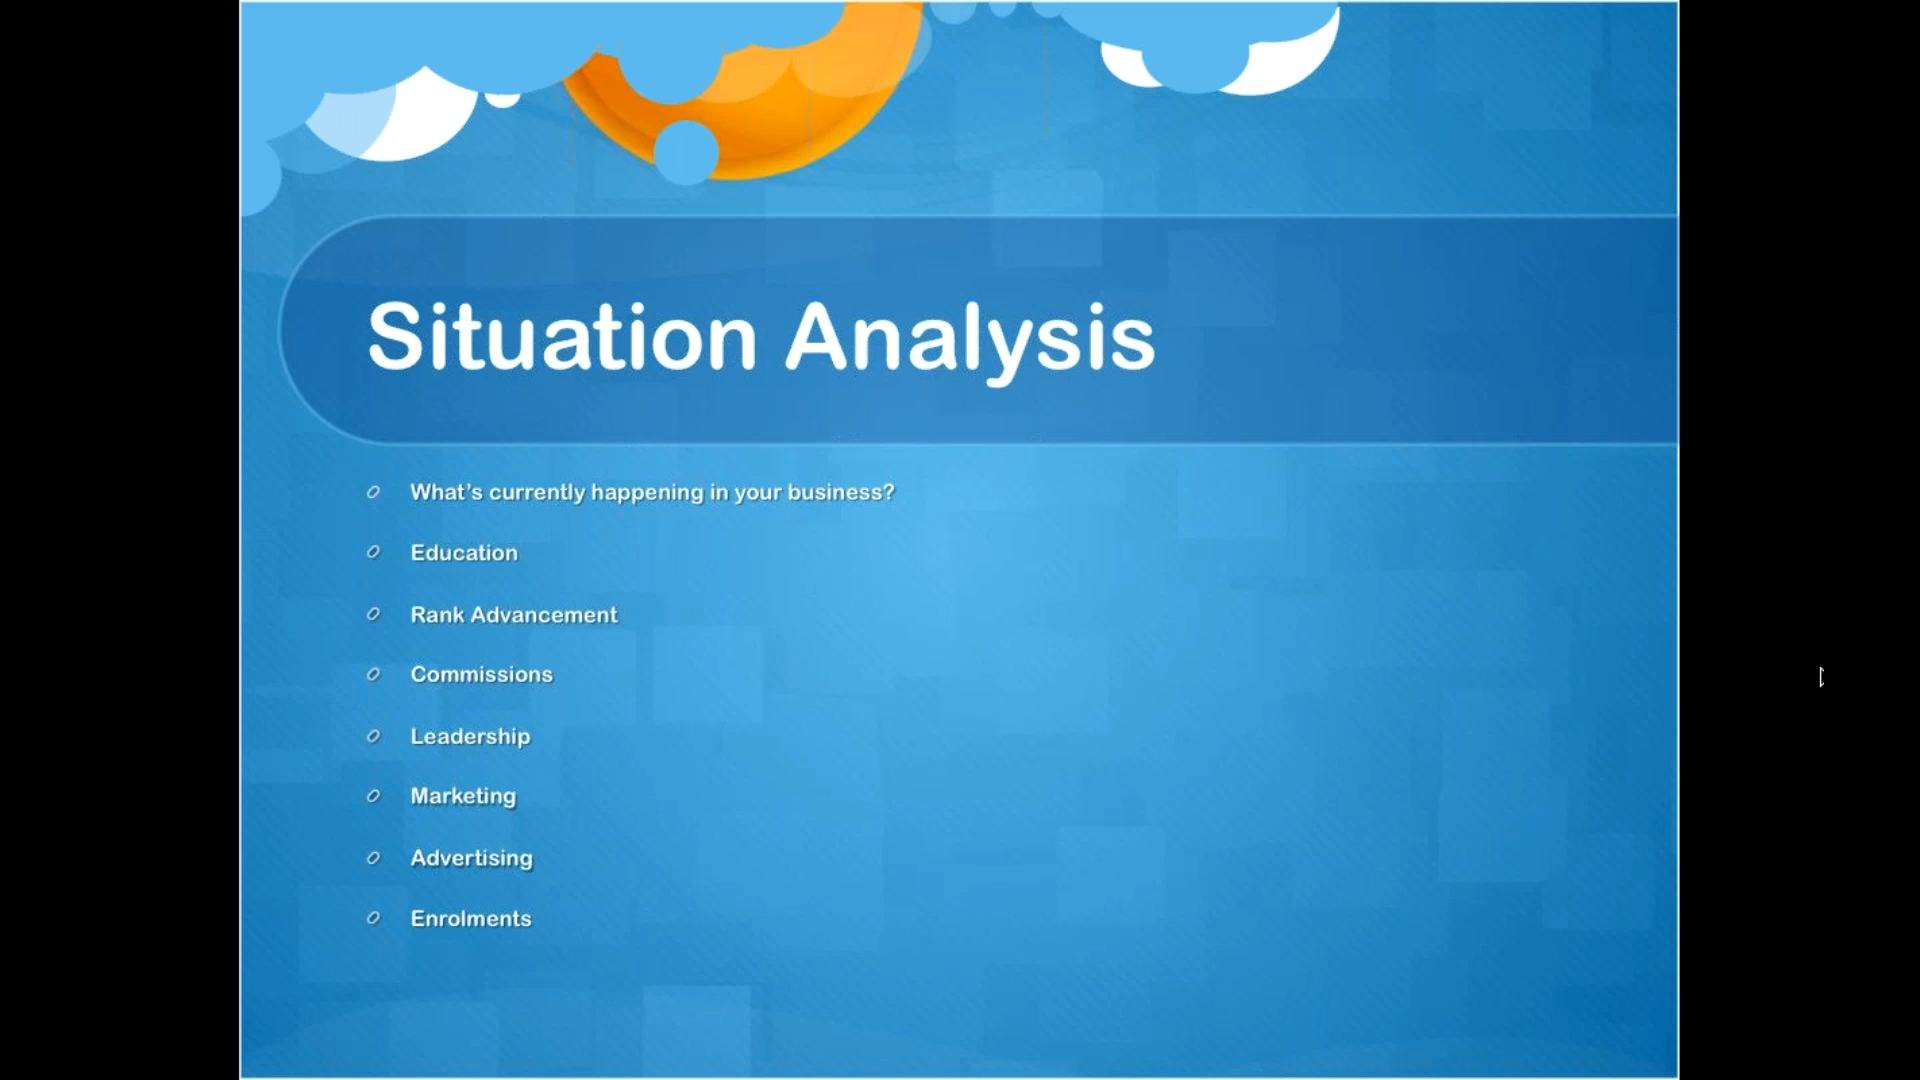 Situation Analysis
What's currently happening in your business?
Education
Rank Advancement
Commissions
Leadership
Marketing
Advertising
Enrolments